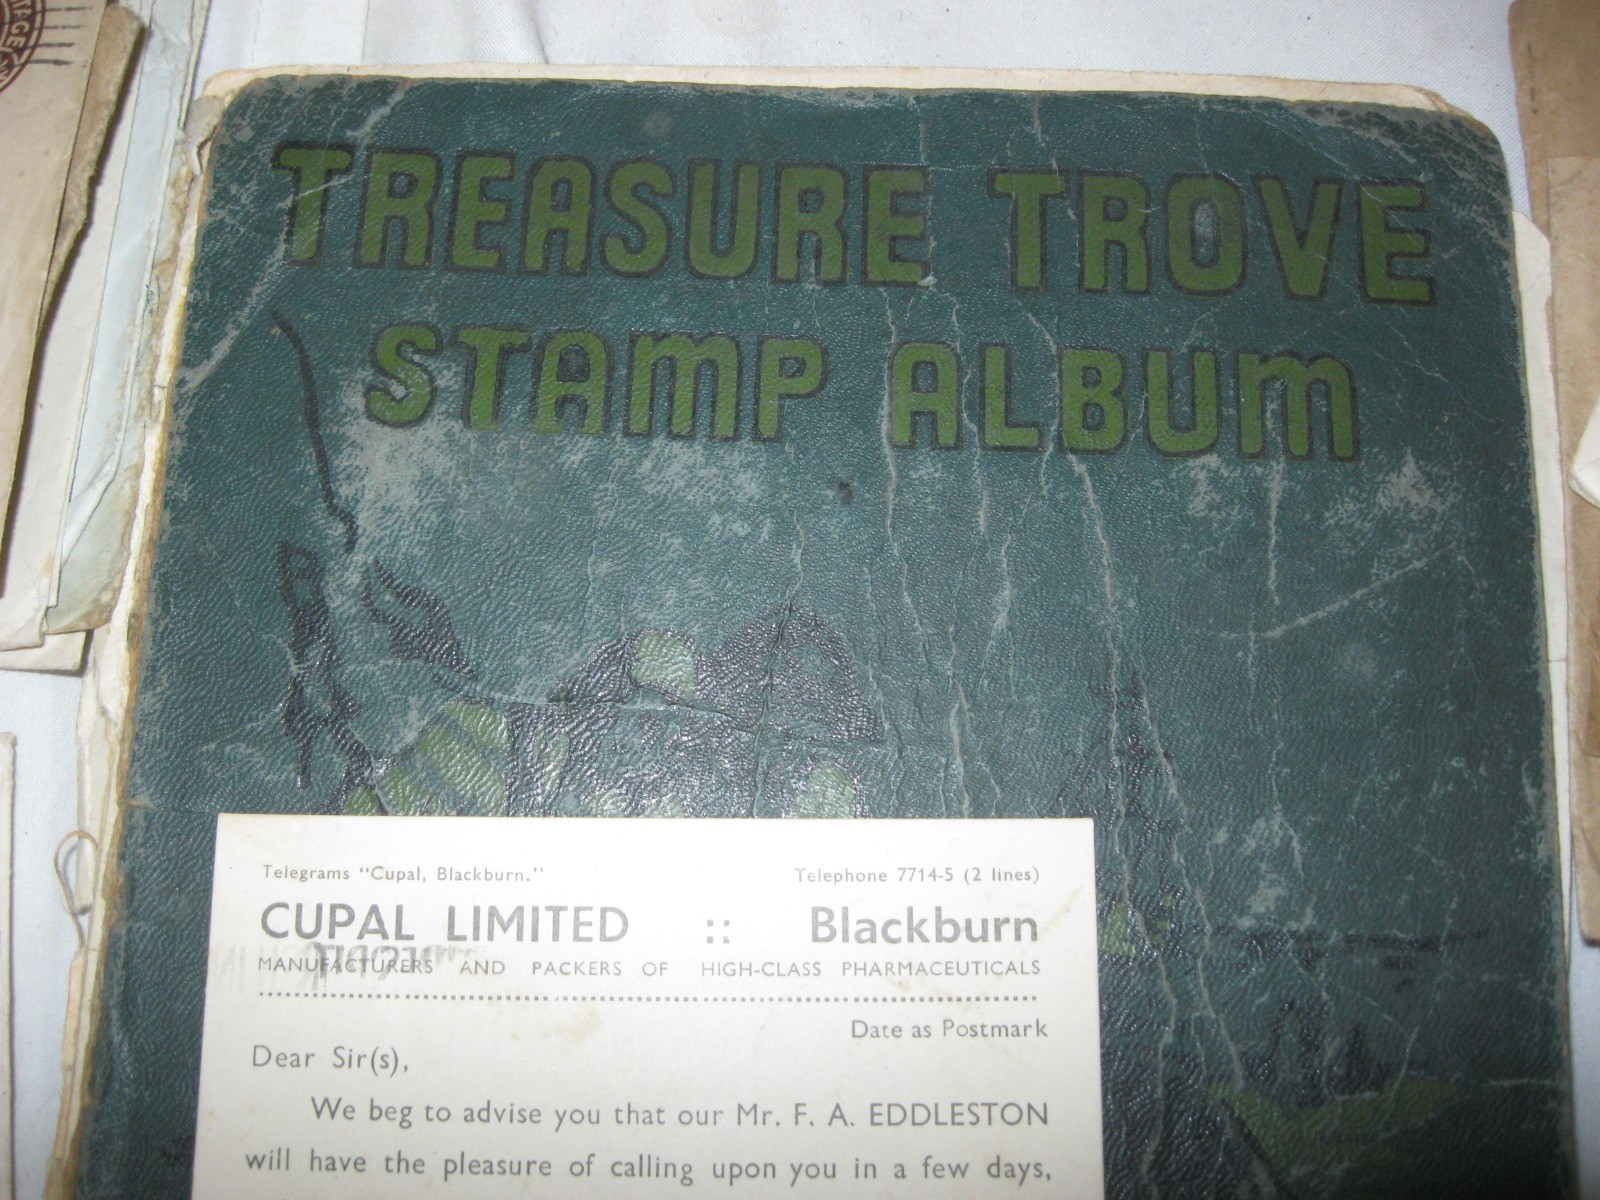 TREASURE TROVE
STAMP ALBUM
Telegrams "Cupal, Blackburn." Telephone 7714-5 (2 lines)
CUPAL LIMITED :: Blackburn
MANUFACTURERS AND PACKERS OF HIGH-CLASS PHARMACEUTICALS
Date as Postmark
Dear Sir(s),
We beg to advise you that our Mr. F. A. EDDLESTON
will have the pleasure of calling upon you in a few days,